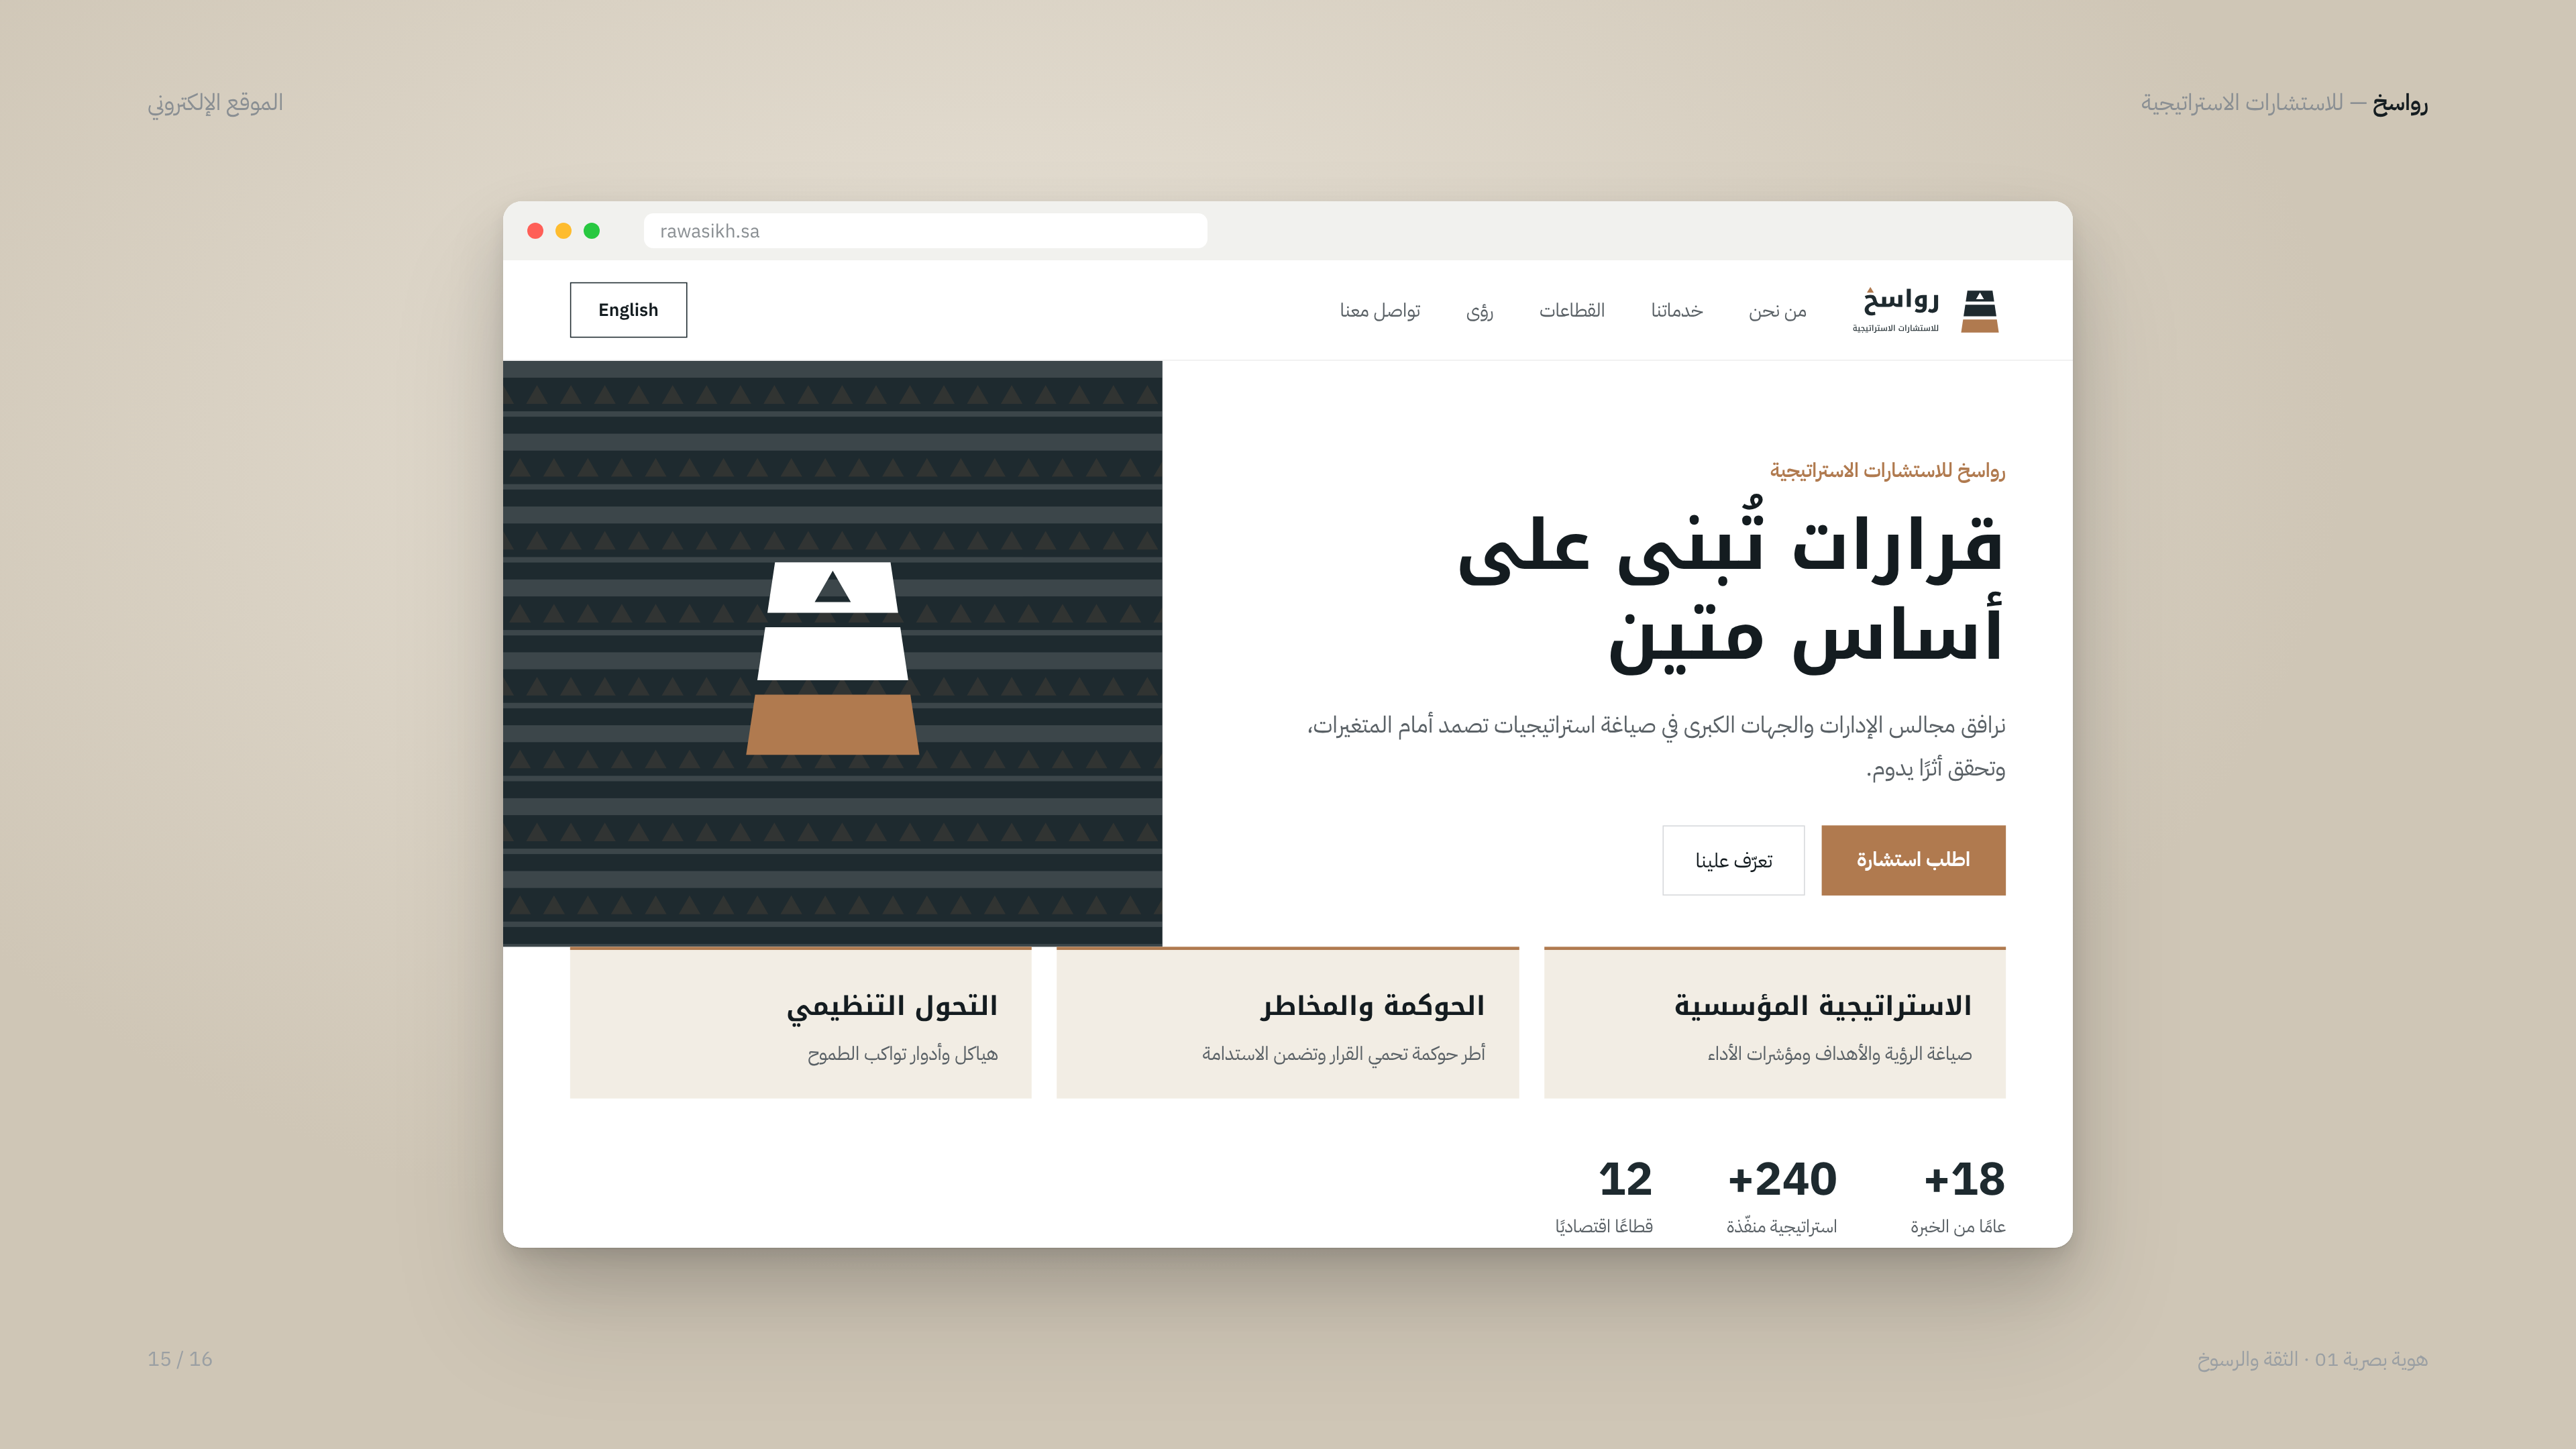 رواسخ — للاستشارات الاستراتيجية
الموقع الإلكتروني
rawasikh.sa
رواسخ
للاستشارات الاستراتيجية
من نحن
خدماتنا
القطاعات
رؤى
تواصل معنا
English
رواسخ للاستشارات الاستراتيجية
قرارات تُبنى على
أساس متين
نرافق مجالس الإدارات والجهات الكبرى في صياغة استراتيجيات تصمد أمام المتغيرات،
وتحقق أثرًا يدوم.
اطلب استشارة
تعرّف علينا
الاستراتيجية المؤسسية
صياغة الرؤية والأهداف ومؤشرات الأداء
الحوكمة والمخاطر
أطر حوكمة تحمي القرار وتضمن الاستدامة
التحول التنظيمي
هياكل وأدوار تواكب الطموح
+18
عامًا من الخبرة
+240
استراتيجية منفّذة
12
قطاعًا اقتصاديًا
هوية بصرية 01 · الثقة والرسوخ
15 / 16